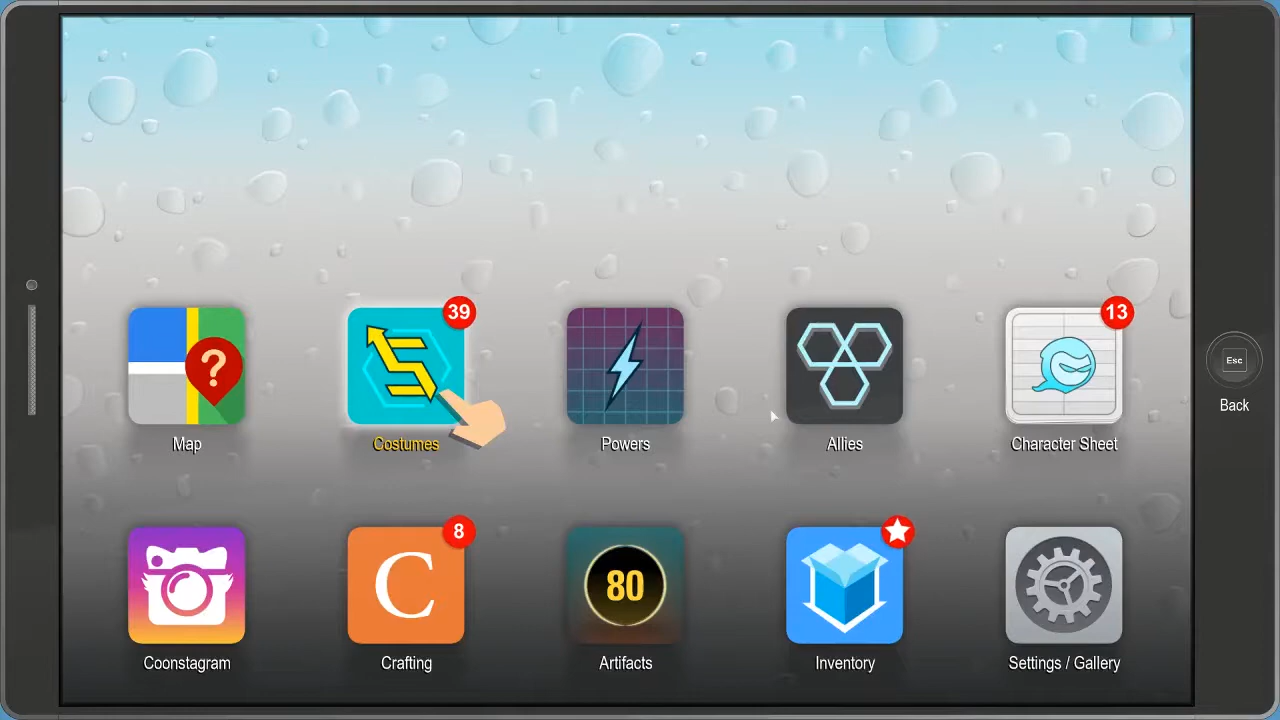 39
13
?
Esc
Back
Map
Costumes
Powers
Allies
Character Sheet
8
C
80
Coonstagram
Crafting
Artifacts
Inventory
Settings / Gallery